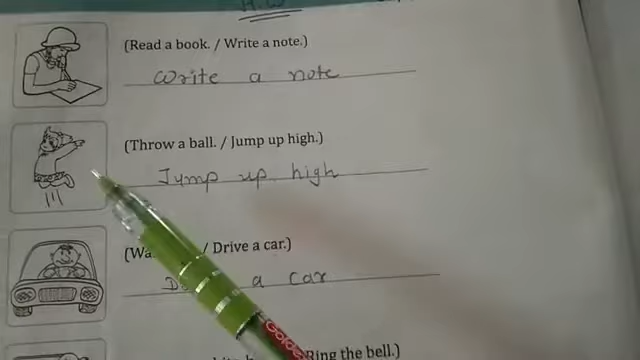 H.W
(Read a book. / Write a note.)
Write a note
(Throw a ball. / Jump up high.)
Jump up high
/ Drive a car.)
a car
Ring the bell.)